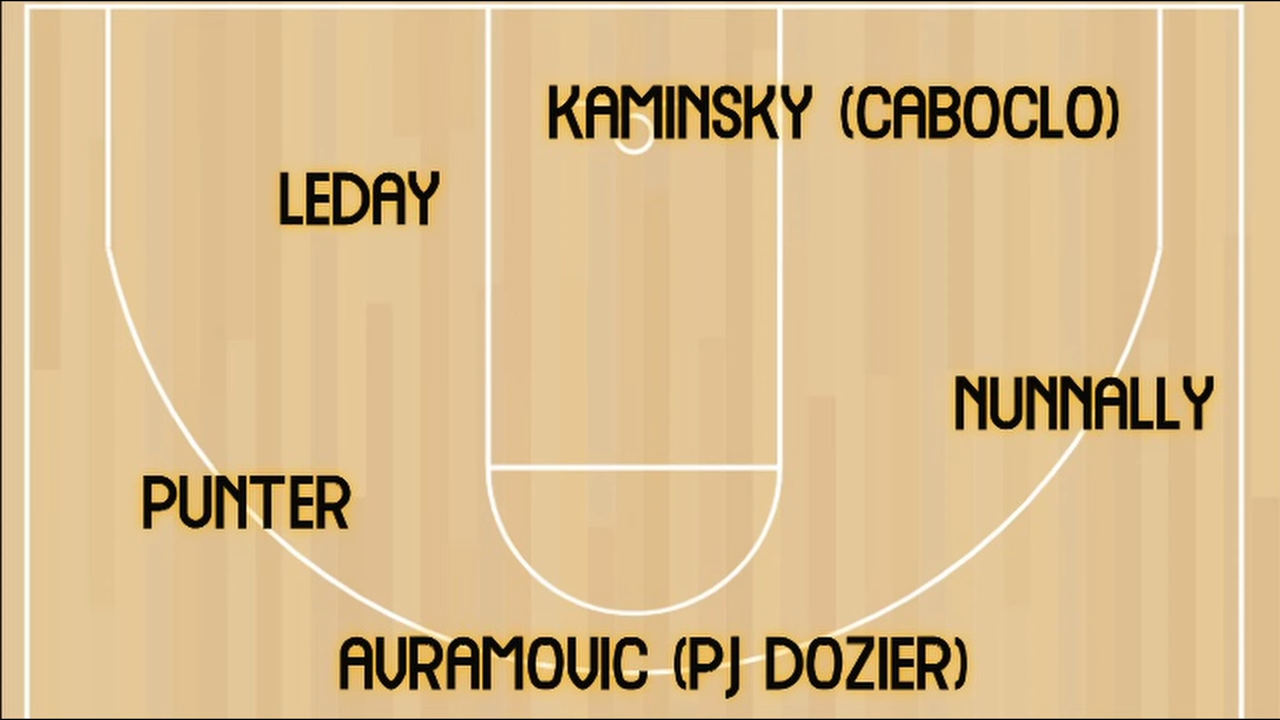 KAMINSKY (CABOCLO)
LEDAY
NUNNALLY
PUNTER
AVRAMOVIC (PJ DOZIER)